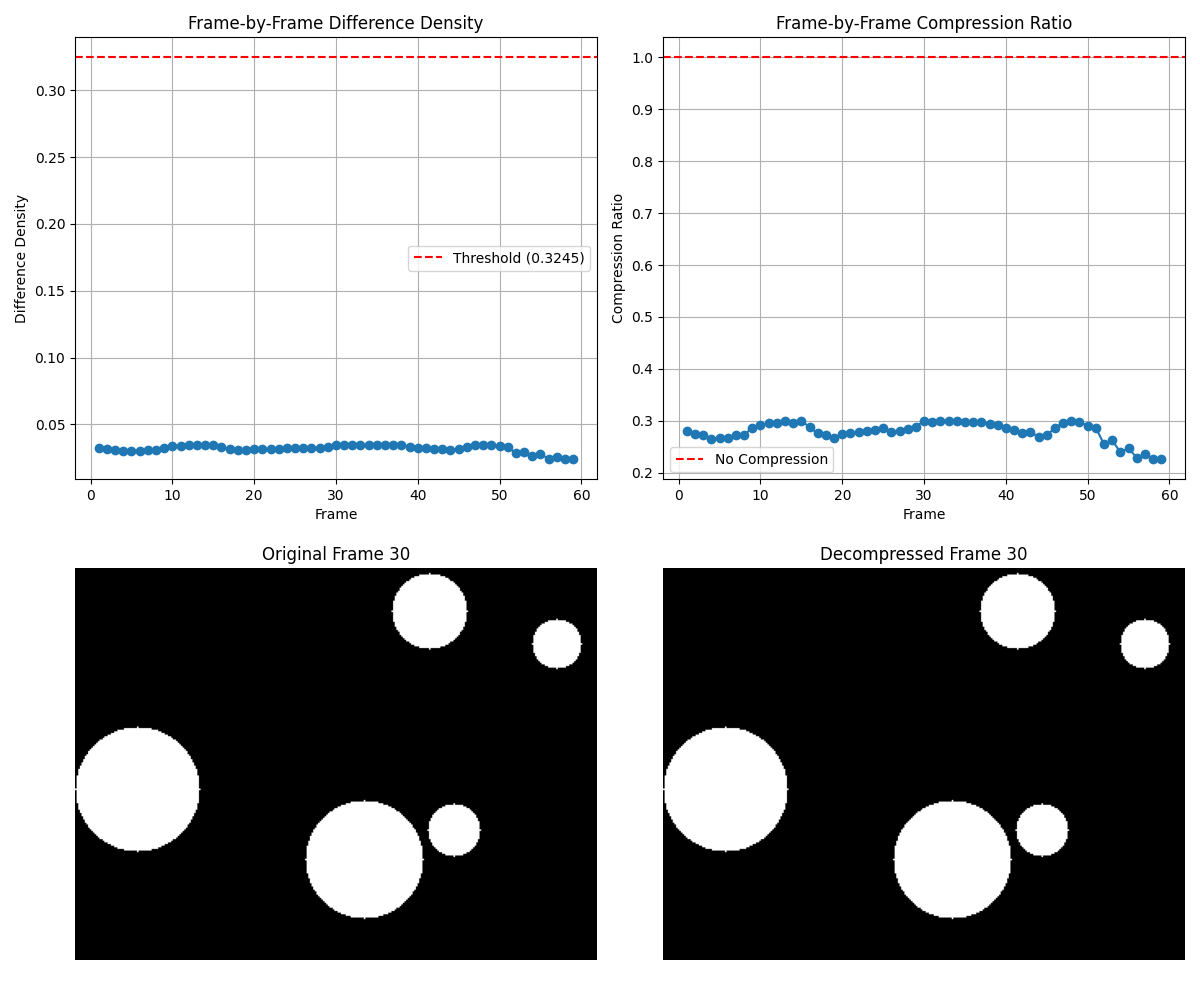 Frame-by-Frame Difference Density
Difference Density
0.30
0.25
0.20
0.15
0.10
0.05
Threshold (0.3245)
0 10 20 30 40 50 60
Frame
Frame-by-Frame Compression Ratio
Compression Ratio
1.0
0.9
0.8
0.7
0.6
0.5
0.4
0.3
0.2
No Compression
0 10 20 30 40 50 60
Frame
Original Frame 30
Decompressed Frame 30